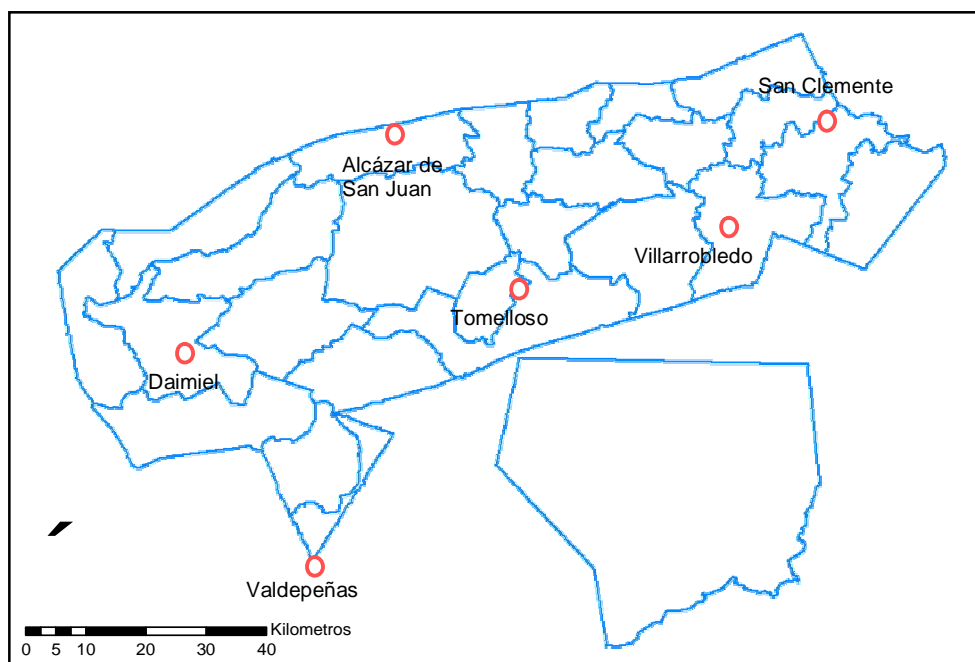 San Clemente
Alcázar de
San Juan
Villarrobledo
Tomelloso
Daimiel
Valdepeñas
Kilometros
0 5 10 20 30 40